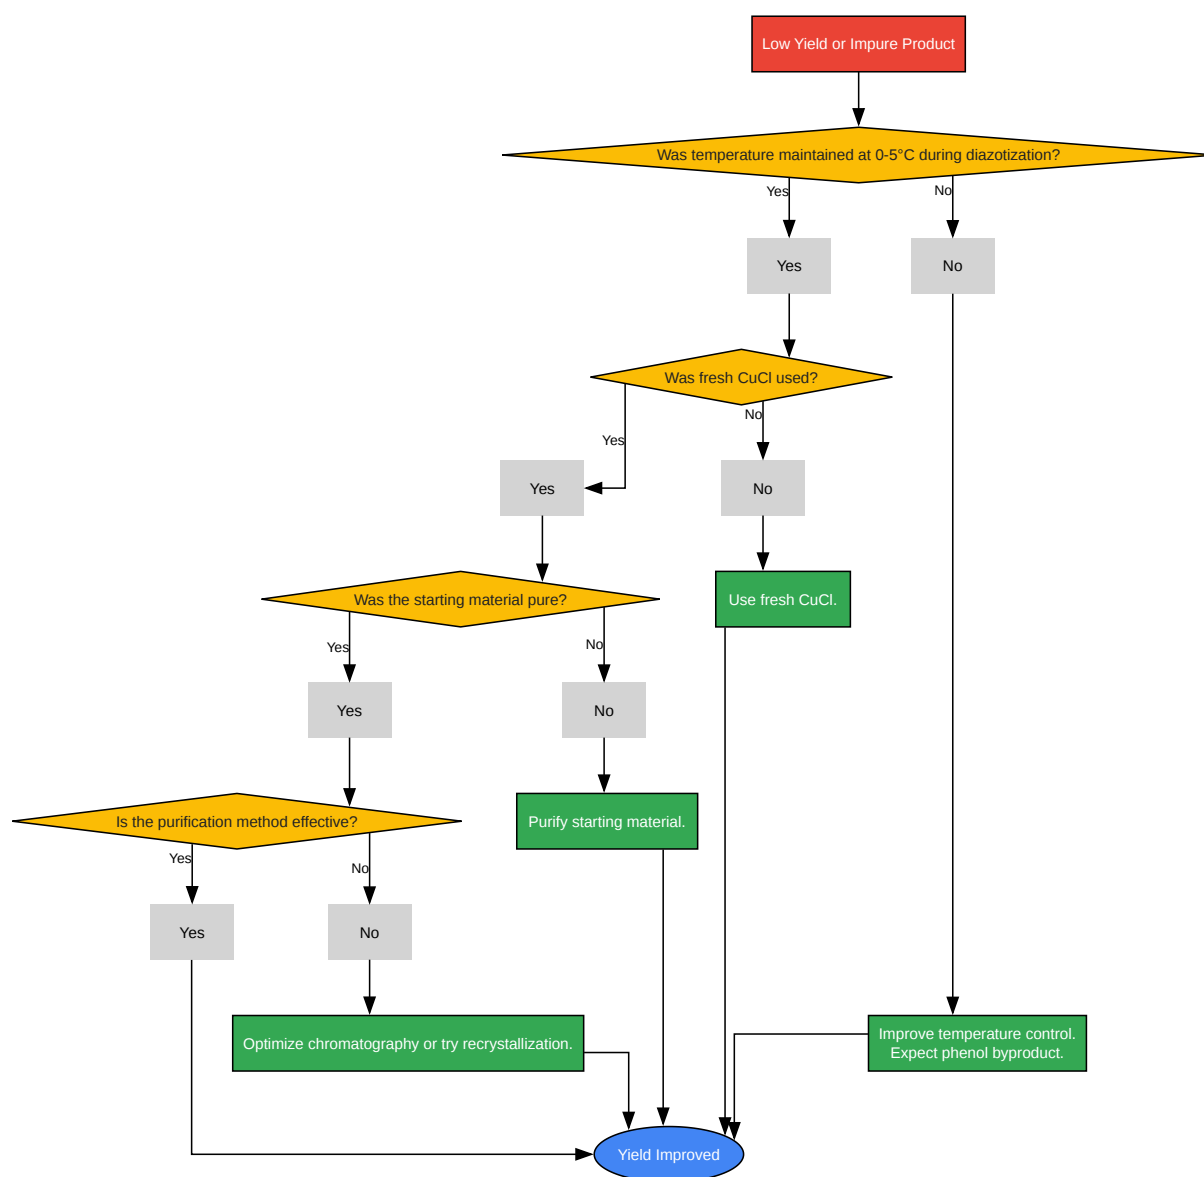 Low Yield or Impure Product
Was temperature maintained at 0-5°C during diazotization?
Yes
No
Yes
No
Was fresh CuCl used?
No
Yes
Yes
No
Was the starting material pure?
Use fresh CuCl.
Yes
No
Yes
No
Is the purification method effective?
Purify starting material.
Yes
No
Yes
No
Optimize chromatography or try recrystallization.
Improve temperature control.
Expect phenol byproduct.
Yield Improved